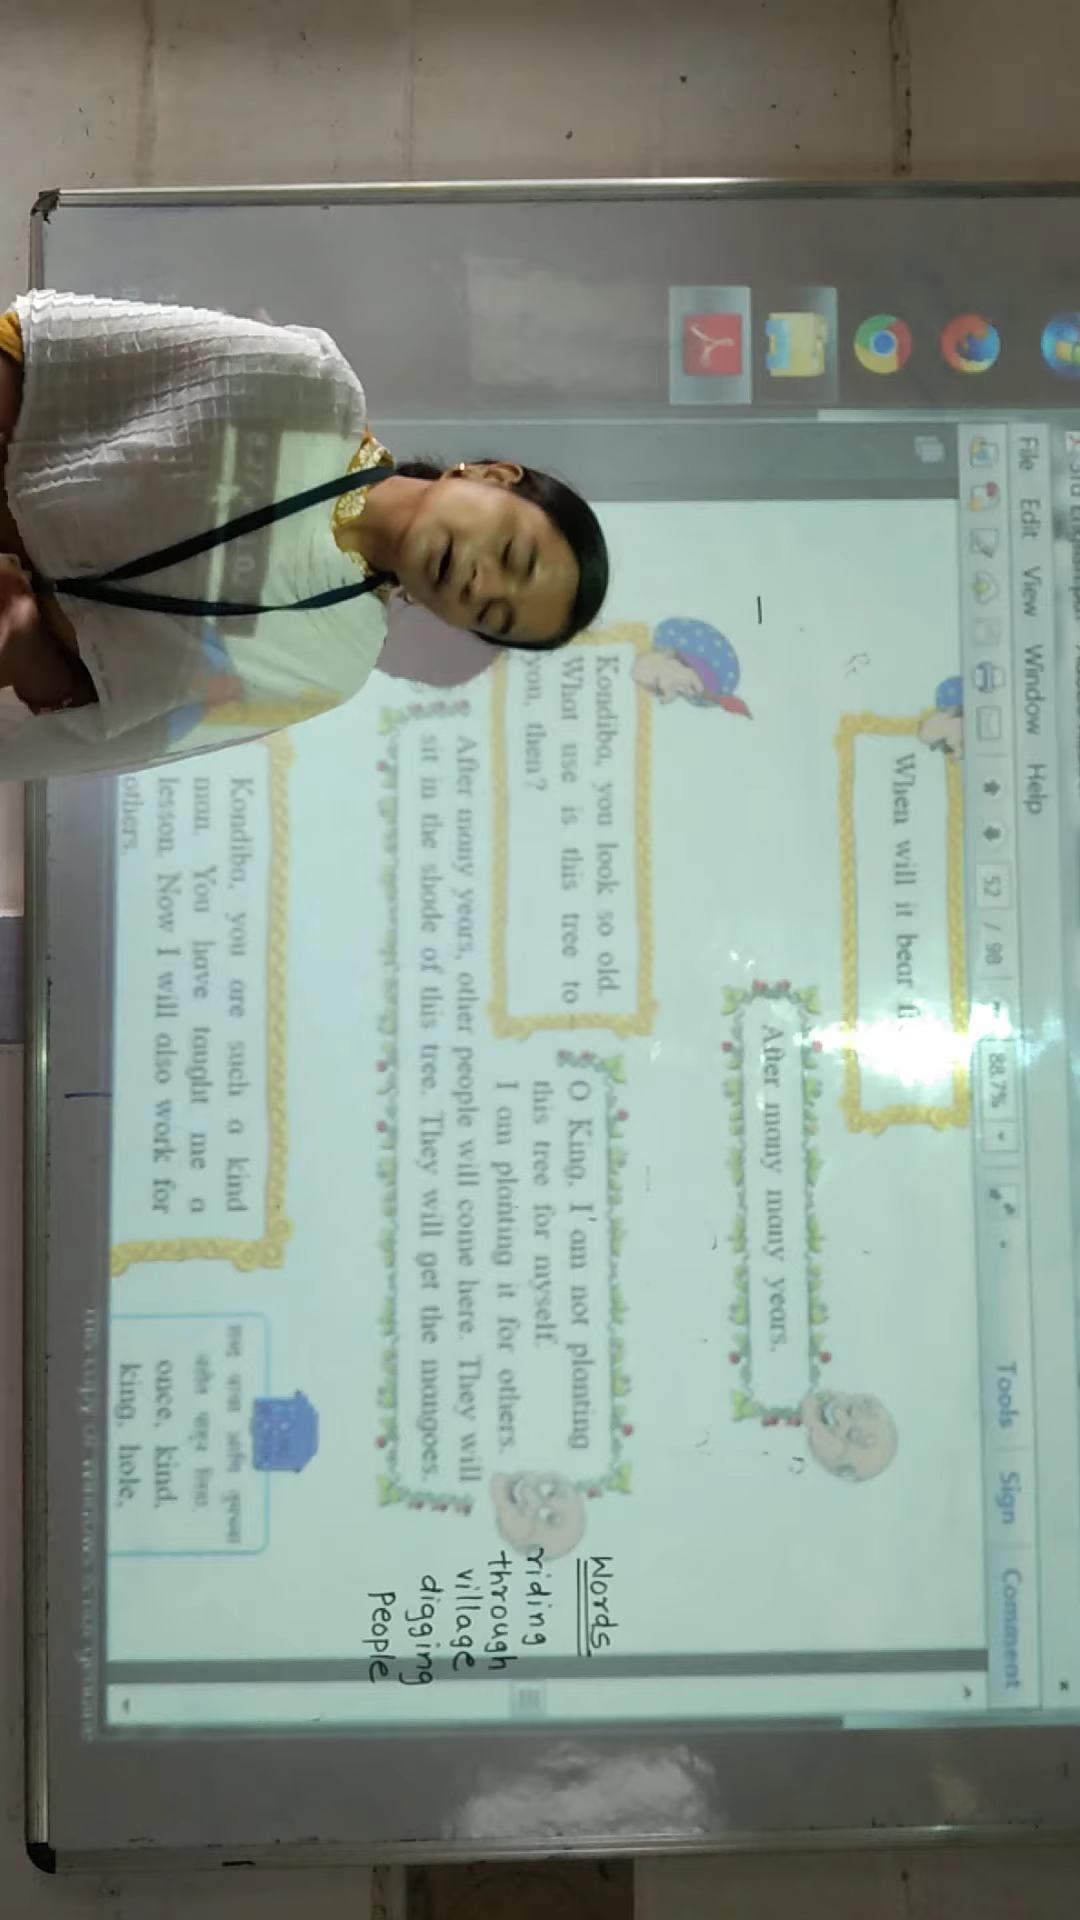 File Edit View Window Help
52 / 98
88.7%
Tools
Sign
Comment
When will it bear
After many many years.
Kondiba, you look so old.
What use is this tree to
you, then?
O King, I'am not planting
this tree for myself.
I am planting it for others.
After many years, other people will come here. They will
sit in the shade of this tree. They will get the mangoes.
Kondiba, you are such a kind
man. You have taught me a
lesson. Now I will also work for
others.
once, kind,
king, hole,
Words
riding
through
village
digging
people